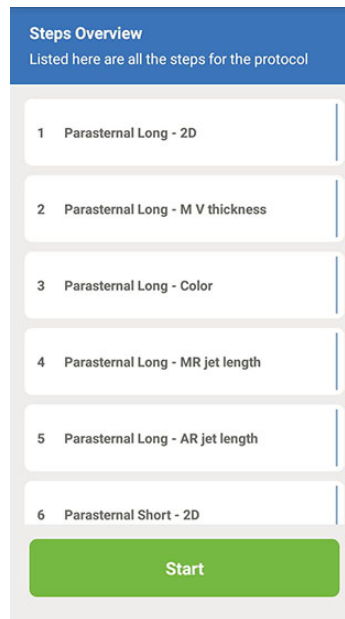 Steps Overview
Listed here are all the steps for the protocol
1 Parasternal Long - 2D
2 Parasternal Long - M V thickness
3 Parasternal Long - Color
4 Parasternal Long - MR jet length
5 Parasternal Long - AR jet length
6 Parasternal Short - 2D
Start